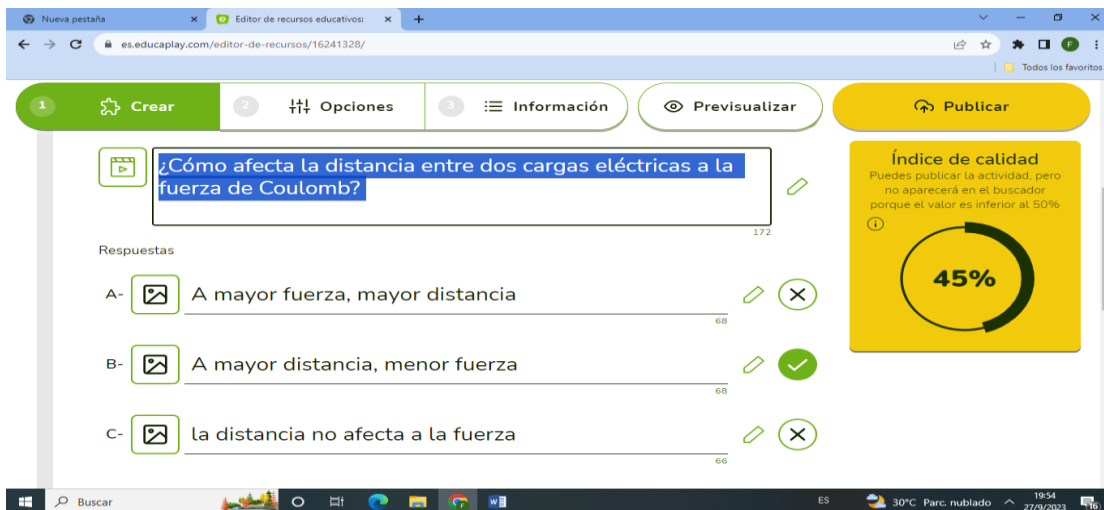 Nueva pestaña
Editor de recursos educativos:
es.educaplay.com/editor-de-recursos/16241328/
F
Todos los favoritos
1 Crear
2 Opciones
3 Información
Previsualizar
Publicar
¿Cómo afecta la distancia entre dos cargas eléctricas a la
fuerza de Coulomb?
172
Índice de calidad
Puedes publicar la actividad, pero
no aparecerá en el buscador
porque el valor es inferior al 50%
45%
Respuestas
A- A mayor fuerza, mayor distancia
68
B- A mayor distancia, menor fuerza
68
C- la distancia no afecta a la fuerza
66
Buscar
ES
30°C Parc. nublado
19:54
27/9/2023
16